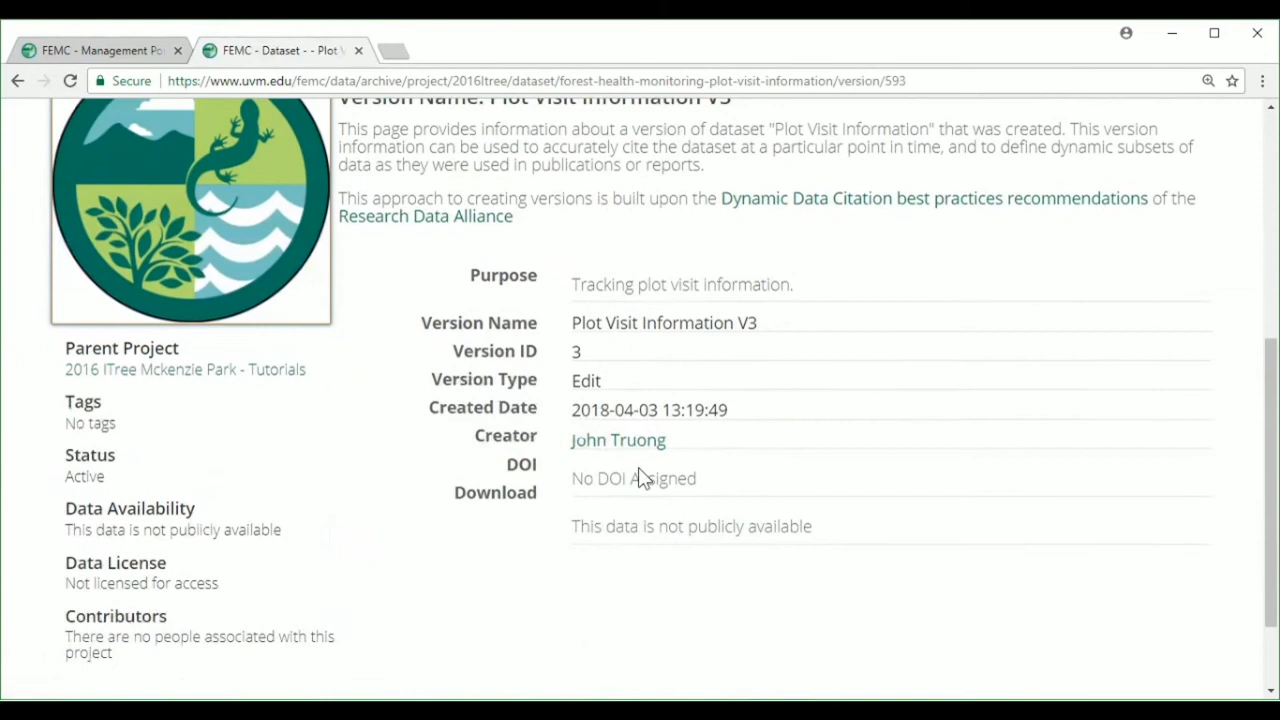 FEMC - Management Po
FEMC - Dataset - - Plot V
Secure https://www.uvm.edu/femc/data/archive/project/2016Itree/dataset/forest-health-monitoring-plot-visit-information/version/593
Version Name: Plot Visit Information V3
This page provides information about a version of dataset "Plot Visit Information" that was created. This version
information can be used to accurately cite the dataset at a particular point in time, and to define dynamic subsets of
data as they were used in publications or reports.
This approach to creating versions is built upon the Dynamic Data Citation best practices recommendations of the
Research Data Alliance
Purpose Tracking plot visit information.
Version Name Plot Visit Information V3
Version ID 3
Version Type Edit
Created Date 2018-04-03 13:19:49
Creator John Truong
DOI No DOI Assigned
Download This data is not publicly available
Parent Project
2016 ITree Mckenzie Park - Tutorials
Tags
No tags
Status
Active
Data Availability
This data is not publicly available
Data License
Not licensed for access
Contributors
There are no people associated with this
project